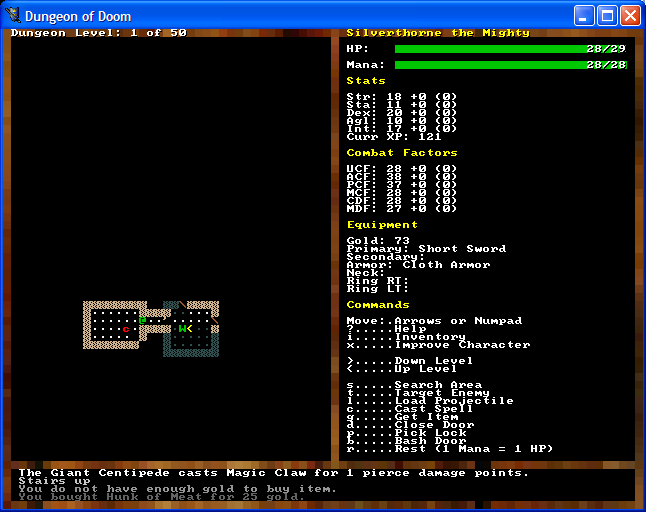 Dungeon of Doom
Dungeon Level: 1 of 50
Silverthorne the Mighty
HP: 28/29
Mana: 28/28
Stats
Str: 18 +0 (0)
Sta: 11 +0 (0)
Dex: 20 +0 (0)
Agl: 10 +0 (0)
Int: 17 +0 (0)
Curr XP: 121
Combat Factors
UCF: 28 +0 (0)
ACF: 38 +0 (0)
PCF: 37 +0 (0)
MCF: 28 +0 (0)
CDF: 28 +0 (0)
MDF: 27 +0 (0)
Equipment
Gold: 73
Primary: Short Sword
Secondary:
Armor: Cloth Armor
Neck:
Ring RT:
Ring LT:
Commands
Move:.Arrows or Numpad
?.....Help
i.....Inventory
x.....Improve Character
>.....Down Level
<.....Up Level
s.....Search Area
t.....Target Enemy
l.....Load Projectile
c.....Cast Spell
g.....Get Item
d.....Close Door
p.....Pick Lock
b.....Bash Door
r.....Rest (1 Mana = 1 HP)
The Giant Centipede casts Magic Claw for 1 pierce damage points.
Stairs up
You do not have enough gold to buy item.
You bought Hunk of Meat for 25 gold.